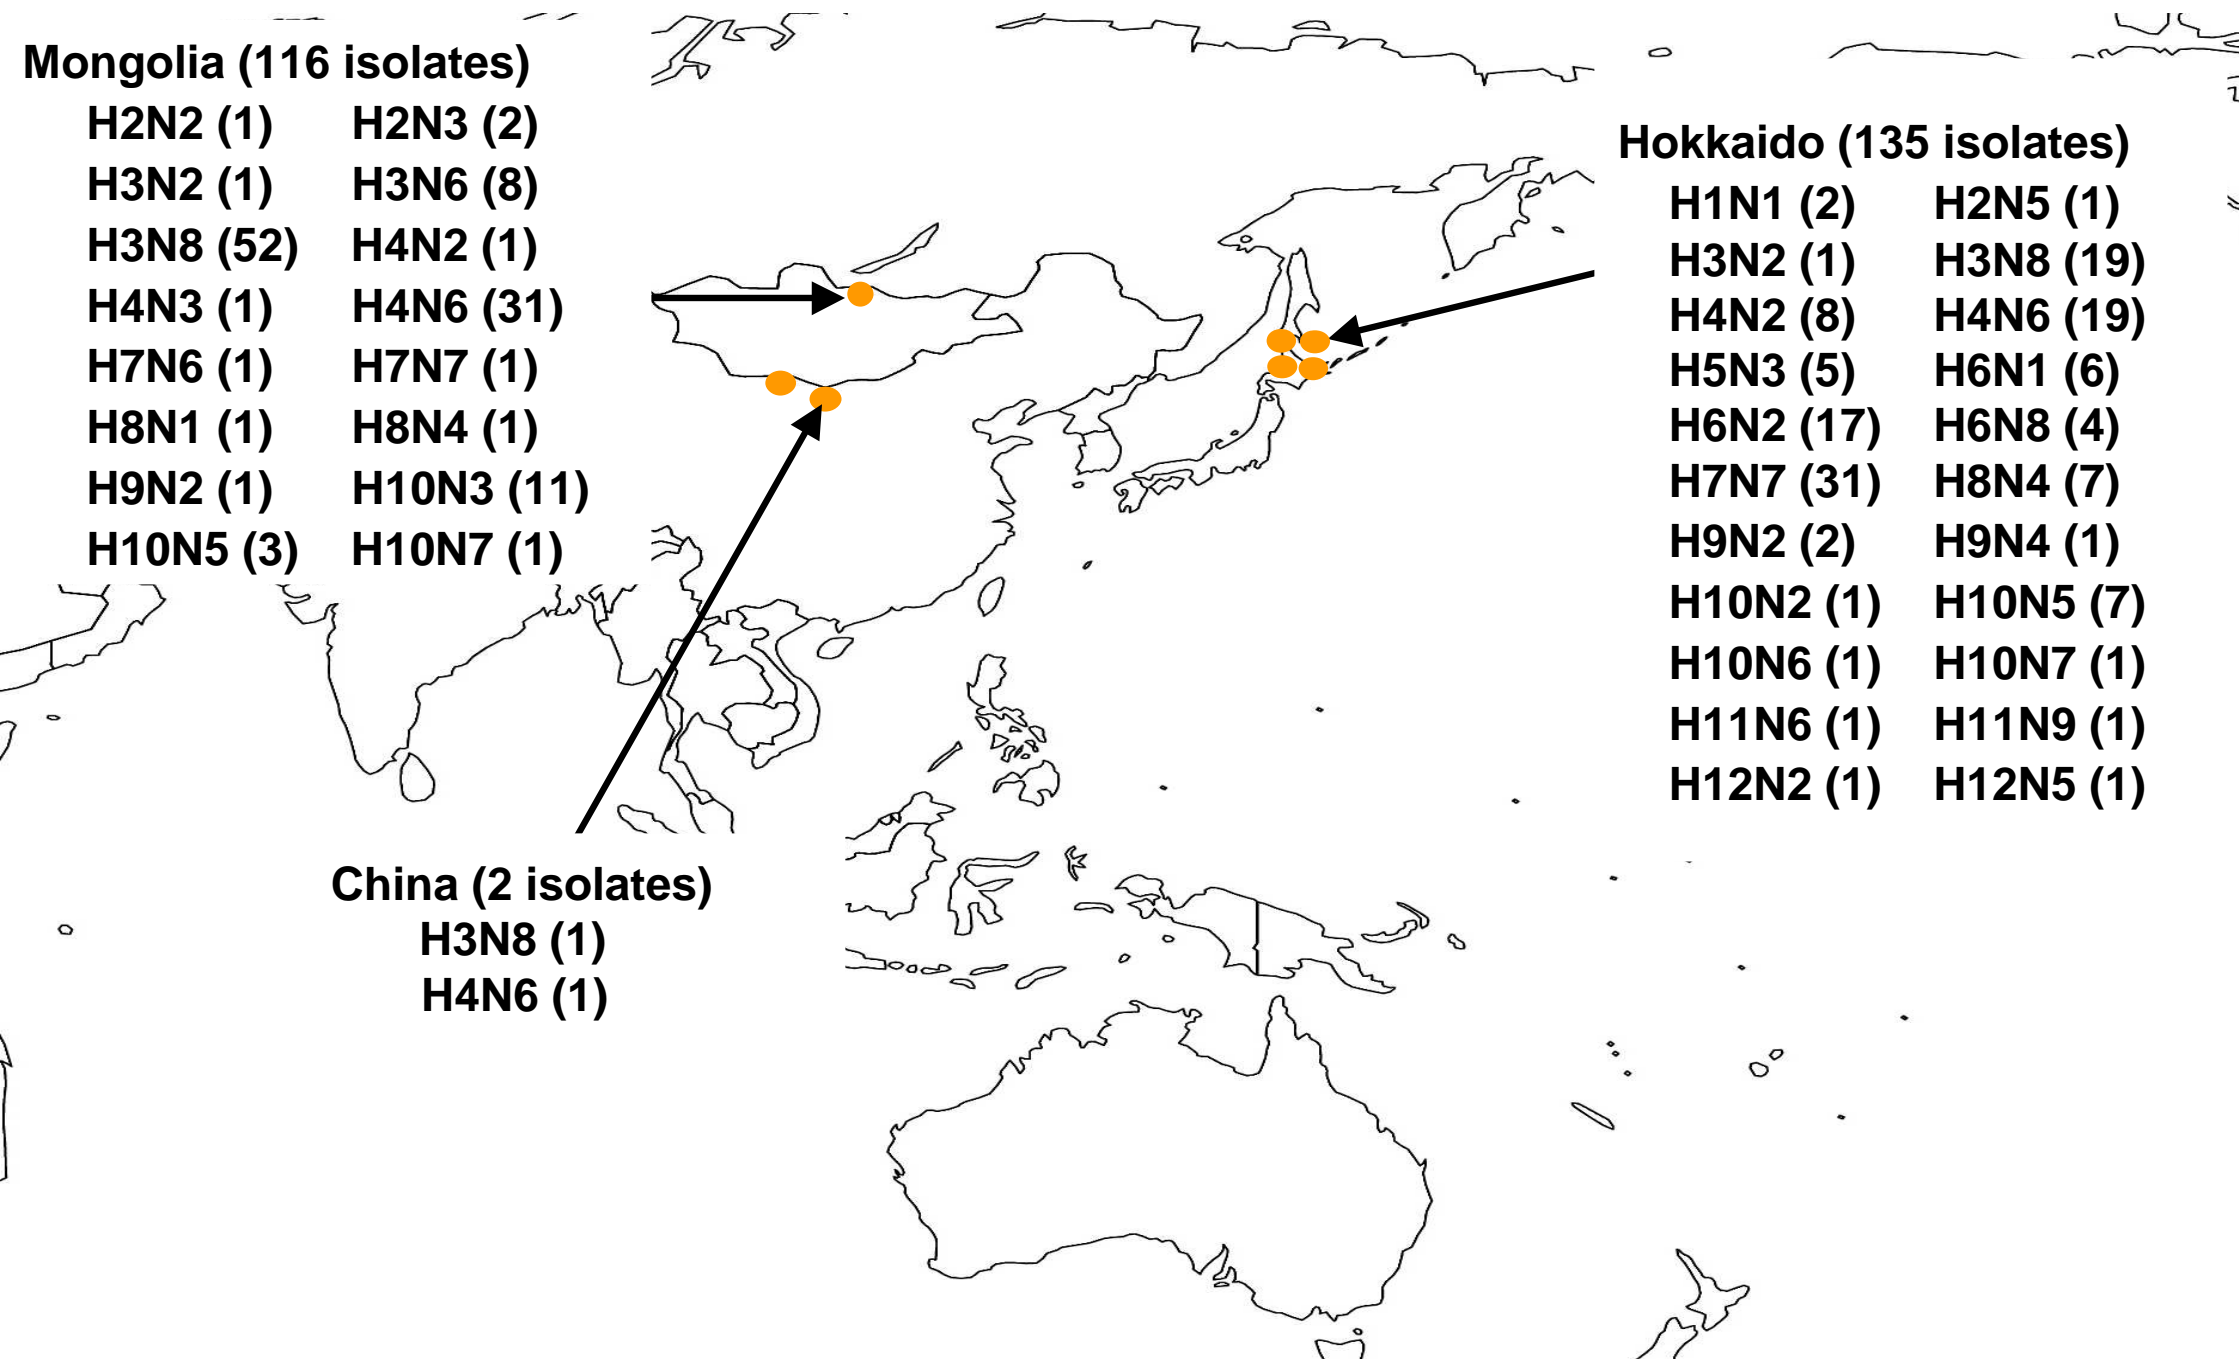 Mongolia (116 isolates)
H2N2 (1) H2N3 (2)
H3N2 (1) H3N6 (8)
H3N8 (52) H4N2 (1)
H4N3 (1) H4N6 (31)
H7N6 (1) H7N7 (1)
H8N1 (1) H8N4 (1)
H9N2 (1) H10N3 (11)
H10N5 (3) H10N7 (1)
Hokkaido (135 isolates)
H1N1 (2) H2N5 (1)
H3N2 (1) H3N8 (19)
H4N2 (8) H4N6 (19)
H5N3 (5) H6N1 (6)
H6N2 (17) H6N8 (4)
H7N7 (31) H8N4 (7)
H9N2 (2) H9N4 (1)
H10N2 (1) H10N5 (7)
H10N6 (1) H10N7 (1)
H11N6 (1) H11N9 (1)
H12N2 (1) H12N5 (1)
China (2 isolates)
H3N8 (1)
H4N6 (1)